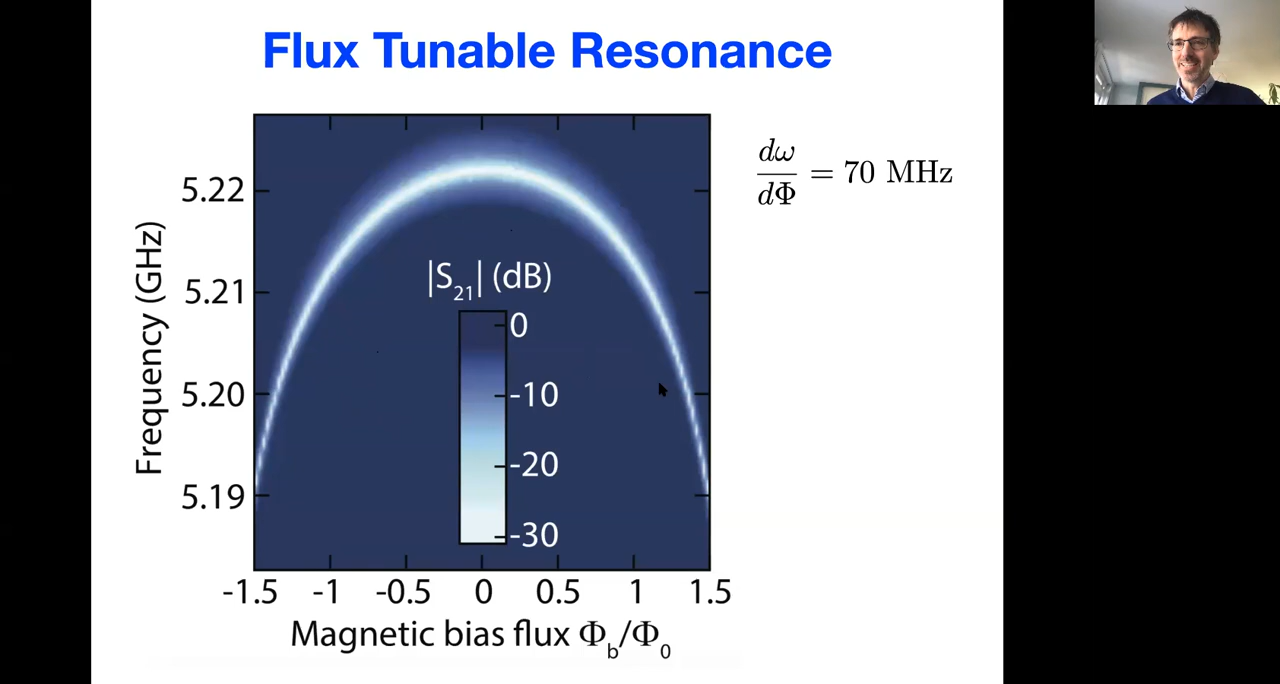 Flux Tunable Resonance
dω/dΦ = 70 MHz
Frequency (GHz)
5.22
5.21
5.20
5.19
|S₂₁| (dB)
0
-10
-20
-30
-1.5 -1 -0.5 0 0.5 1 1.5
Magnetic bias flux Φb/Φ₀